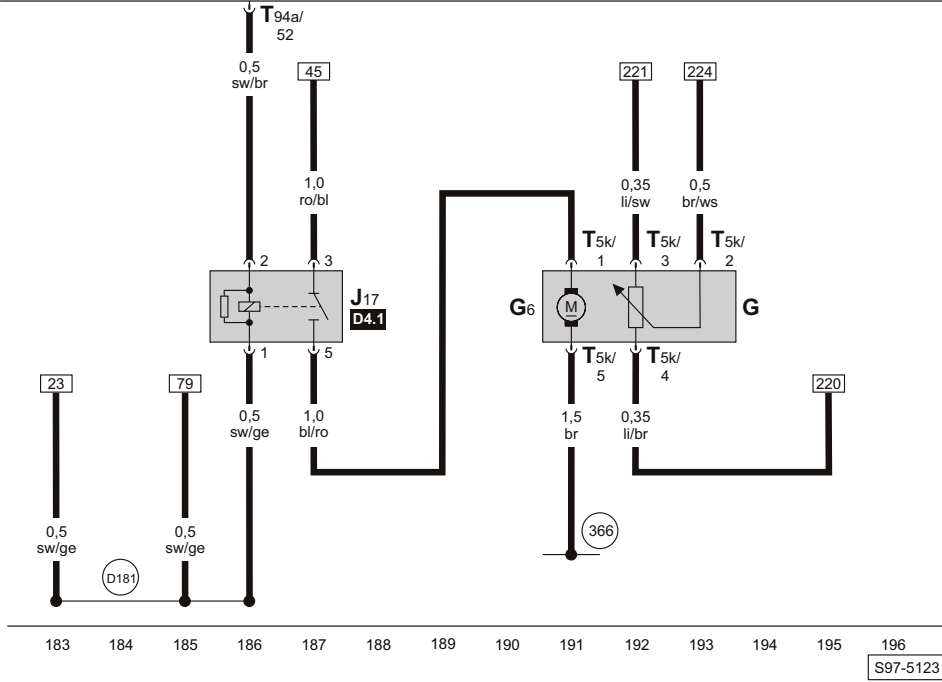 T94a/
52
0,5
sw/br
45
221
224
1,0
ro/bl
0,35
li/sw
0,5
br/ws
T5k/
1
T5k/
3
T5k/
2
2
3
J17
D4.1
G6
M
G
1
5
T5k/
5
T5k/
4
23
79
220
0,5
sw/ge
1,0
bl/ro
1,5
br
0,35
li/br
0,5
sw/ge
0,5
sw/ge
366
D181
183 184 185 186 187 188 189 190 191 192 193 194 195 196
S97-5123